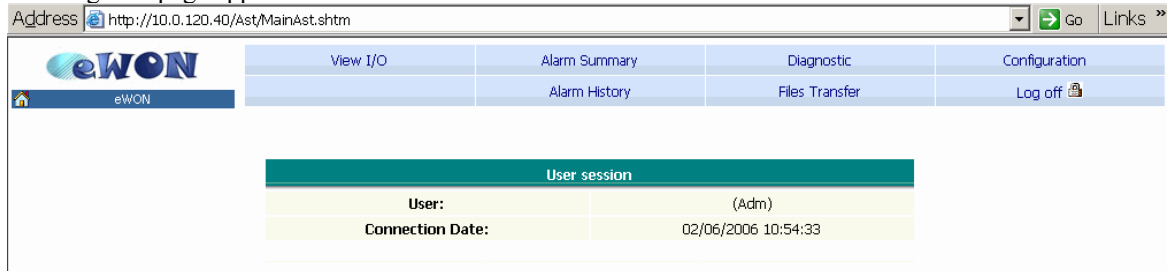 Address http://10.0.120.40/Ast/MainAst.shtm Go Links »
eWON
View I/O Alarm Summary Diagnostic Configuration
eWON Alarm History Files Transfer Log off
User session
User: (Adm)
Connection Date: 02/06/2006 10:54:33